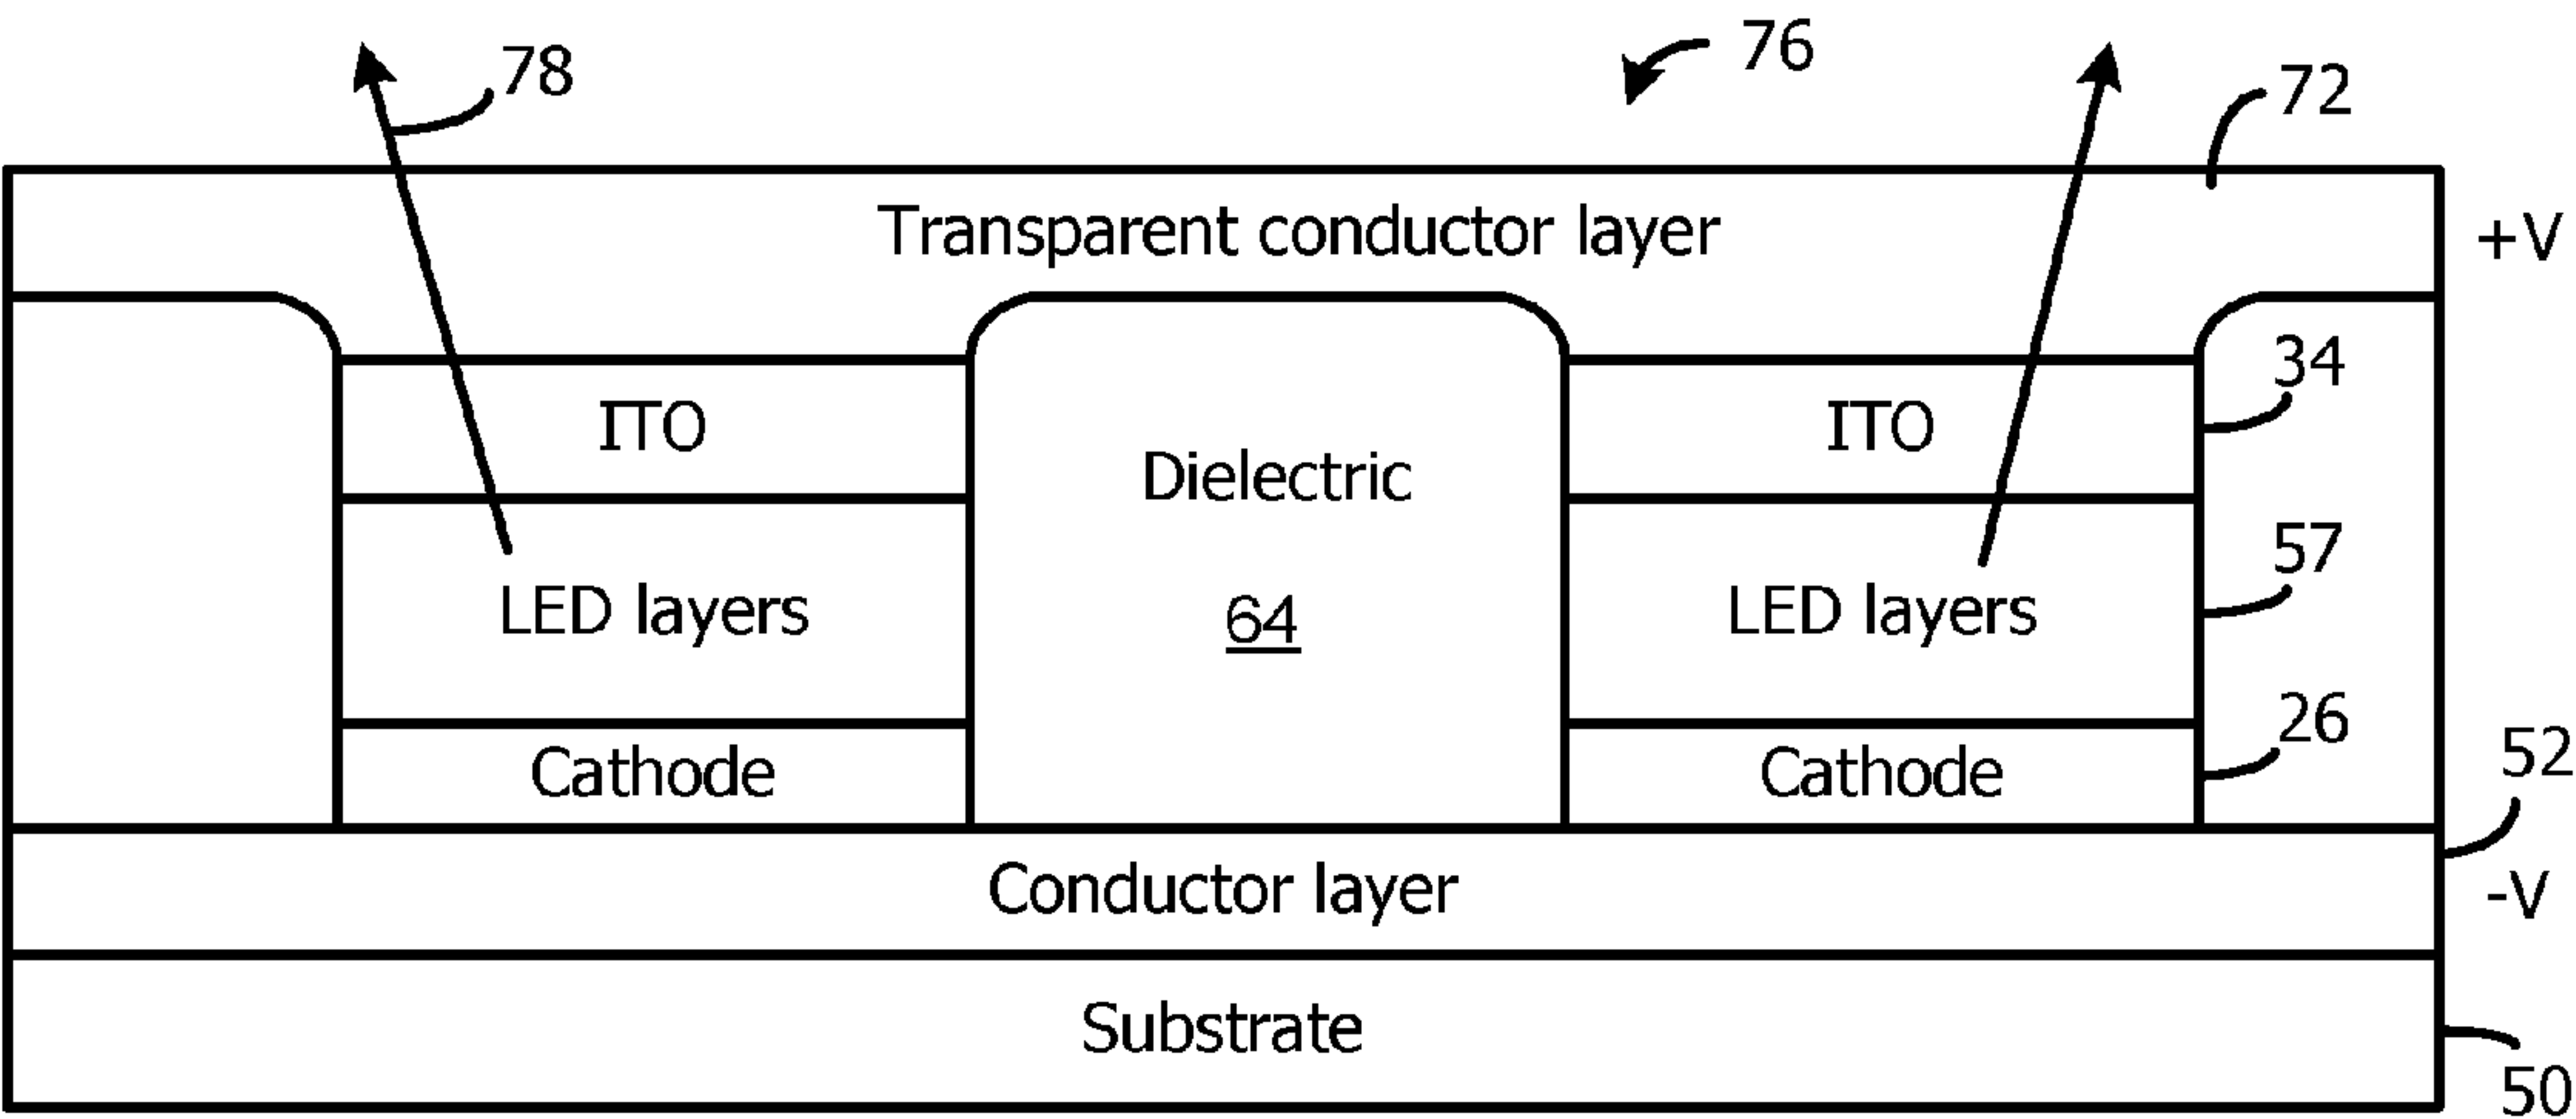 78
76
72
Transparent conductor layer
+V
34
ITO
ITO
Dielectric
57
LED layers
64
LED layers
26
Cathode
Cathode
52
Conductor layer
-V
Substrate
50